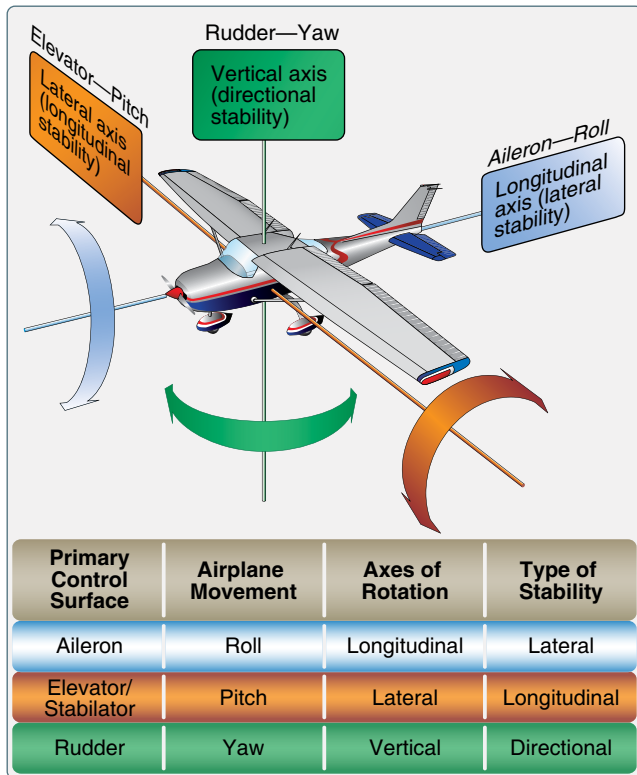 Rudder—Yaw
Vertical axis
(directional
stability)
Elevator—Pitch
Lateral axis
(longitudinal
stability)
Aileron—Roll
Longitudinal
axis (lateral
stability)
Primary
Control
Surface
Airplane
Movement
Axes of
Rotation
Type of
Stability
Aileron
Roll
Longitudinal
Lateral
Elevator/
Stabilator
Pitch
Lateral
Longitudinal
Rudder
Yaw
Vertical
Directional